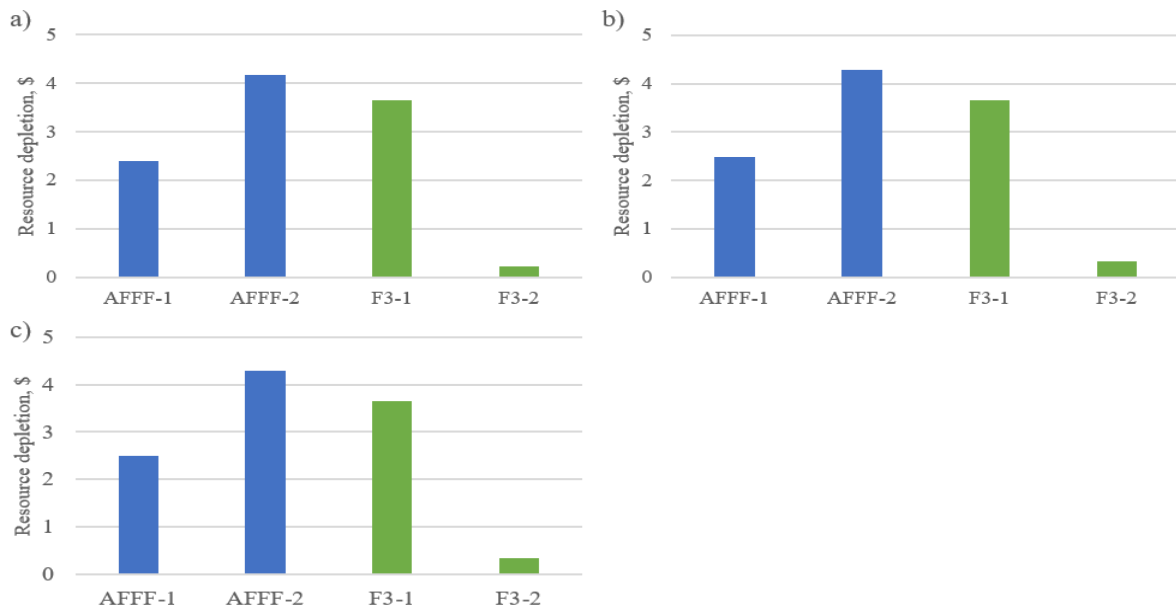 a)
Resource depletion, $
5
4
3
2
1
0
AFFF-1 AFFF-2 F3-1 F3-2
b)
Resource depletion, $
5
4
3
2
1
0
AFFF-1 AFFF-2 F3-1 F3-2
c)
Resource depletion, $
5
4
3
2
1
0
AFFF-1 AFFF-2 F3-1 F3-2